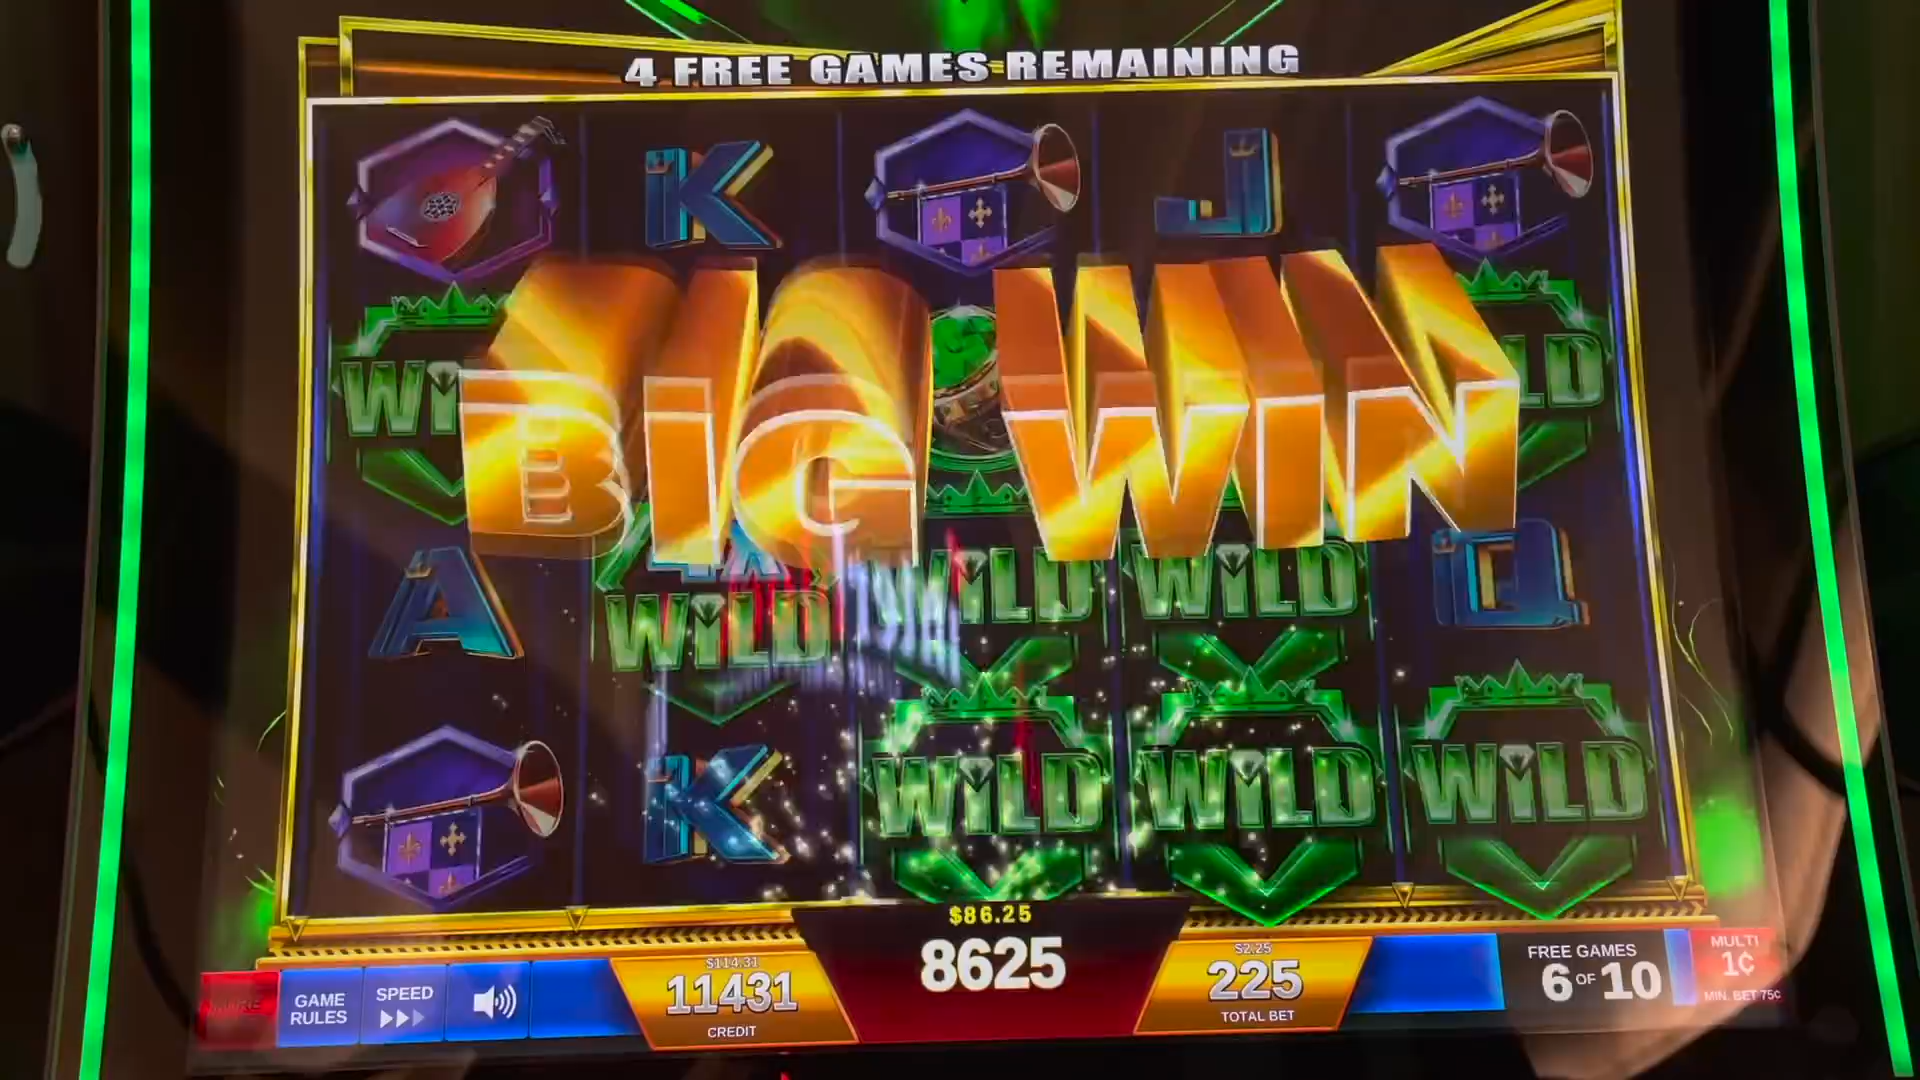 4 FREE GAMES REMAINING
K
J
WILD
BIG WIN
WILD
A
4X
WILD
WILD
WILD
Q
K
WILD
WILD
WILD
$86.25
8625
GAME RULES
SPEED
$114.31
11431
CREDIT
$2.25
225
TOTAL BET
FREE GAMES
6 OF 10
MULTI
1¢
MIN. BET 75¢